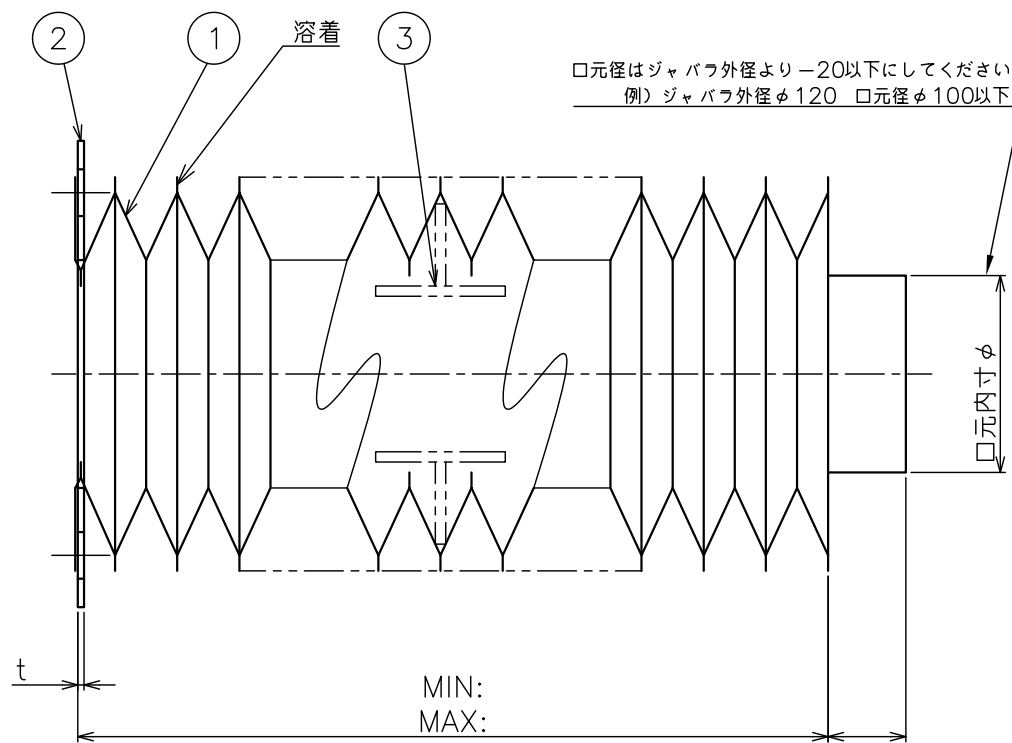 ② ① 溶着 ③
口元径はジャバラ外径より－20以下にしてください
例）ジャバラ外径φ120　口元径φ100以下
口元内寸φ
t
MIN:
MAX: